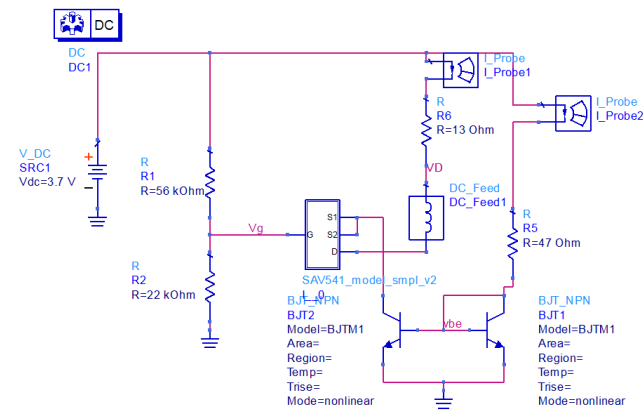 DC
DC
DC1
I_Probe
I_Probe1
I_Probe
I_Probe2
R
R6
R=13 Ohm
V_DC
SRC1
Vdc=3.7 V
+
−
R
R1
R=56 kOhm
VD
DC_Feed
DC_Feed1
Vg
G
S1
S2
D
R
R5
R=47 Ohm
R
R2
R=22 kOhm
SAV541_model_smpl_v2
I__0
BJT_NPN
BJT2
Model=BJTM1
Area=
Region=
Temp=
Trise=
Mode=nonlinear
vbe
BJT_NPN
BJT1
Model=BJTM1
Area=
Region=
Temp=
Trise=
Mode=nonlinear